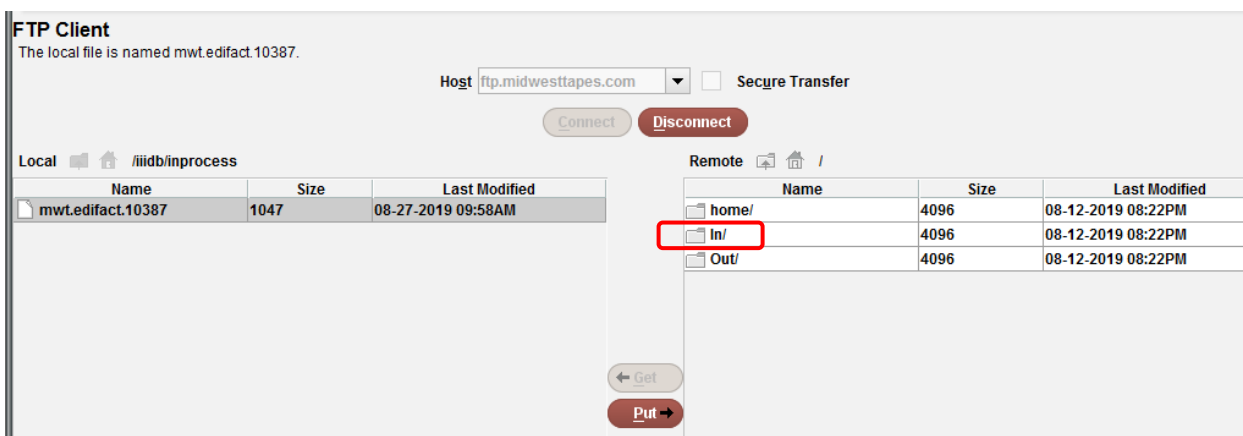 FTP Client
The local file is named mwt.edifact.10387.
Host ftp.midwesttapes.com Secure Transfer
Connect Disconnect
Local /iiidb/inprocess
Name Size Last Modified
mwt.edifact.10387 1047 08-27-2019 09:58AM
Remote /
Name Size Last Modified
home/ 4096 08-12-2019 08:22PM
In/ 4096 08-12-2019 08:22PM
Out/ 4096 08-12-2019 08:22PM
Get
Put